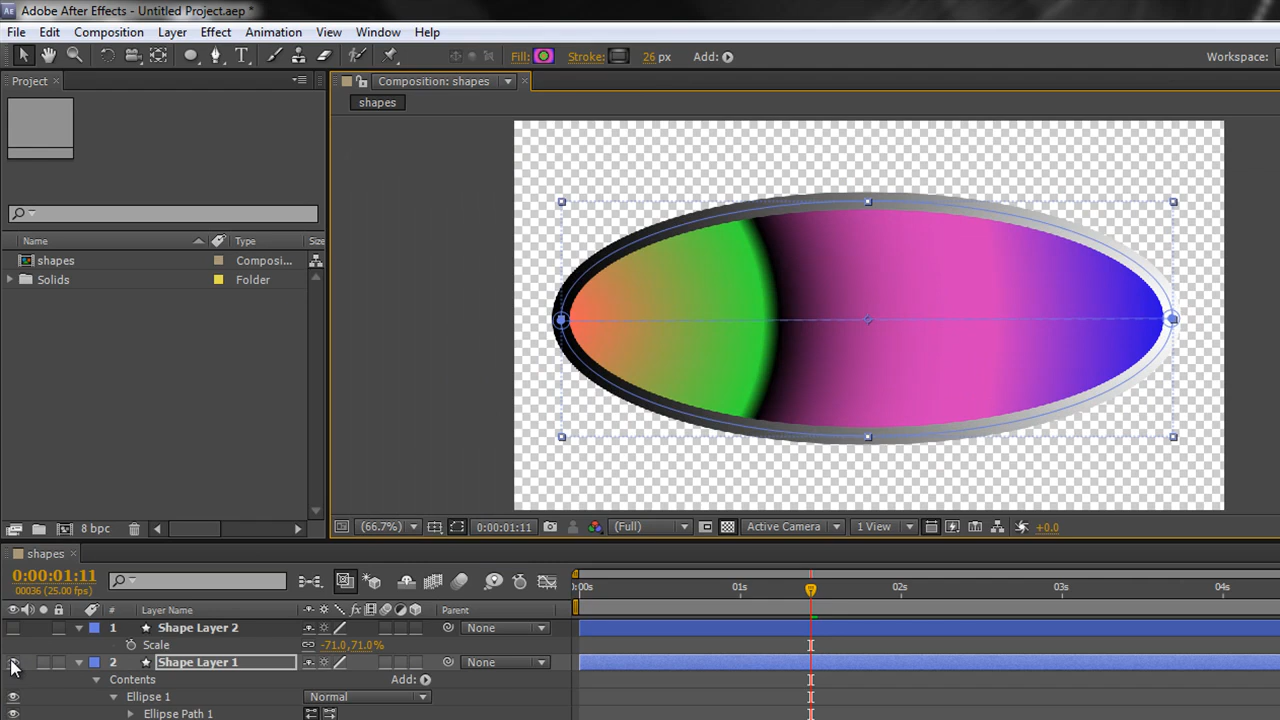 Adobe After Effects - Untitled Project.aep *
File Edit Composition Layer Effect Animation View Window Help
Fill: Stroke: 26 px Add: Workspace:
Project Composition: shapes
shapes
Name Type Size
shapes Composi...
Solids Folder
8 bpc (66.7%) 0:00:01:11 (Full) Active Camera 1 View +0.0
shapes
0:00:01:11
00036 (25.00 fps)
:00s 01s 02s 03s 04s
# Layer Name Parent
1 Shape Layer 2 None
Scale -71.0,71.0%
2 Shape Layer 1 None
Contents Add:
Ellipse 1 Normal
Ellipse Path 1